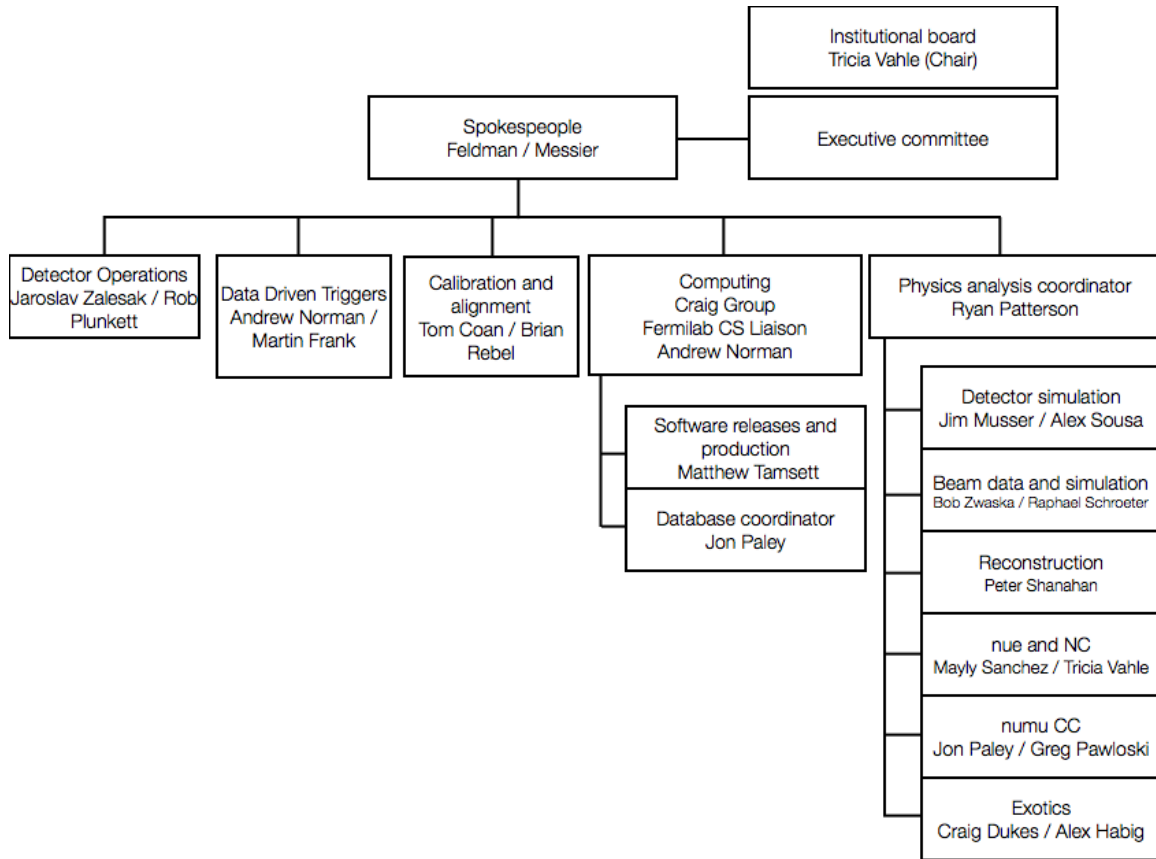 Institutional board
Tricia Vahle (Chair)
Spokespeople
Feldman / Messier
Executive committee
Detector Operations
Jaroslav Zalesak / Rob
Plunkett
Data Driven Triggers
Andrew Norman /
Martin Frank
Calibration and
alignment
Tom Coan / Brian
Rebel
Computing
Craig Group
Fermilab CS Liaison
Andrew Norman
Physics analysis coordinator
Ryan Patterson
Software releases and
production
Matthew Tamsett
Database coordinator
Jon Paley
Detector simulation
Jim Musser / Alex Sousa
Beam data and simulation
Bob Zwaska / Raphael Schroeter
Reconstruction
Peter Shanahan
nue and NC
Mayly Sanchez / Tricia Vahle
numu CC
Jon Paley / Greg Pawloski
Exotics
Craig Dukes / Alex Habig